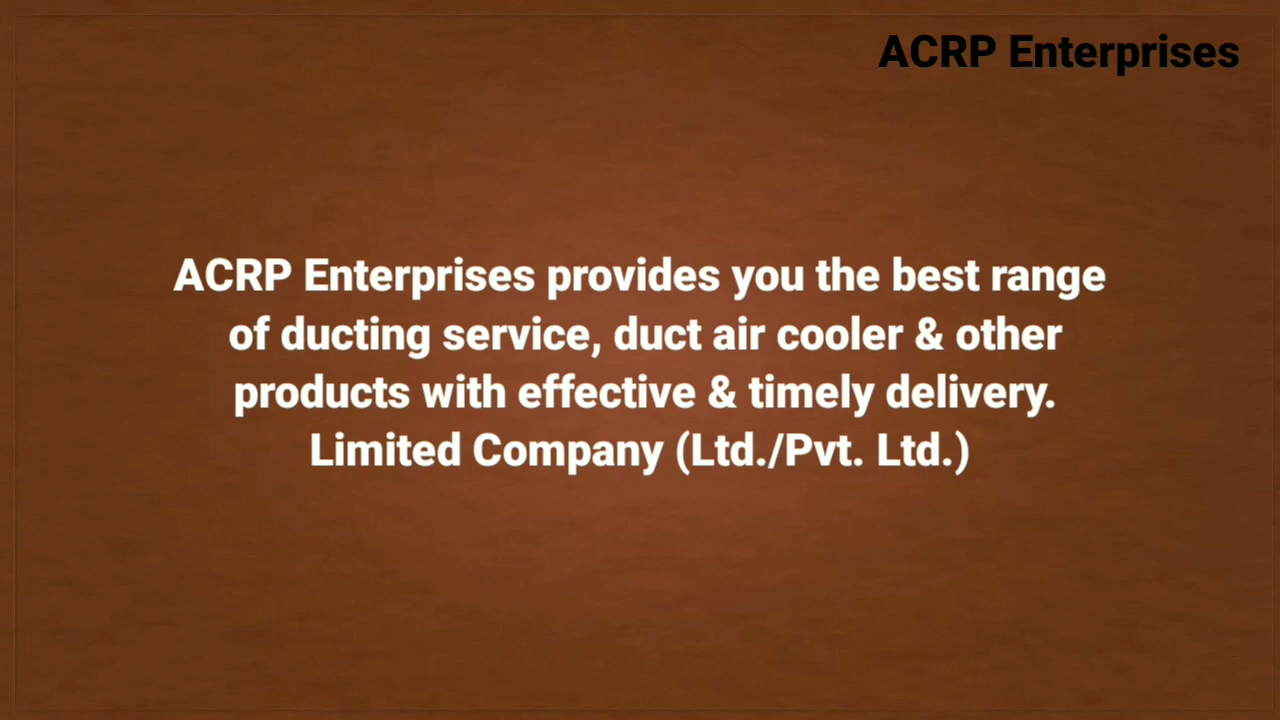 ACRP Enterprises
ACRP Enterprises provides you the best range
of ducting service, duct air cooler & other
products with effective & timely delivery.
Limited Company (Ltd./Pvt. Ltd.)